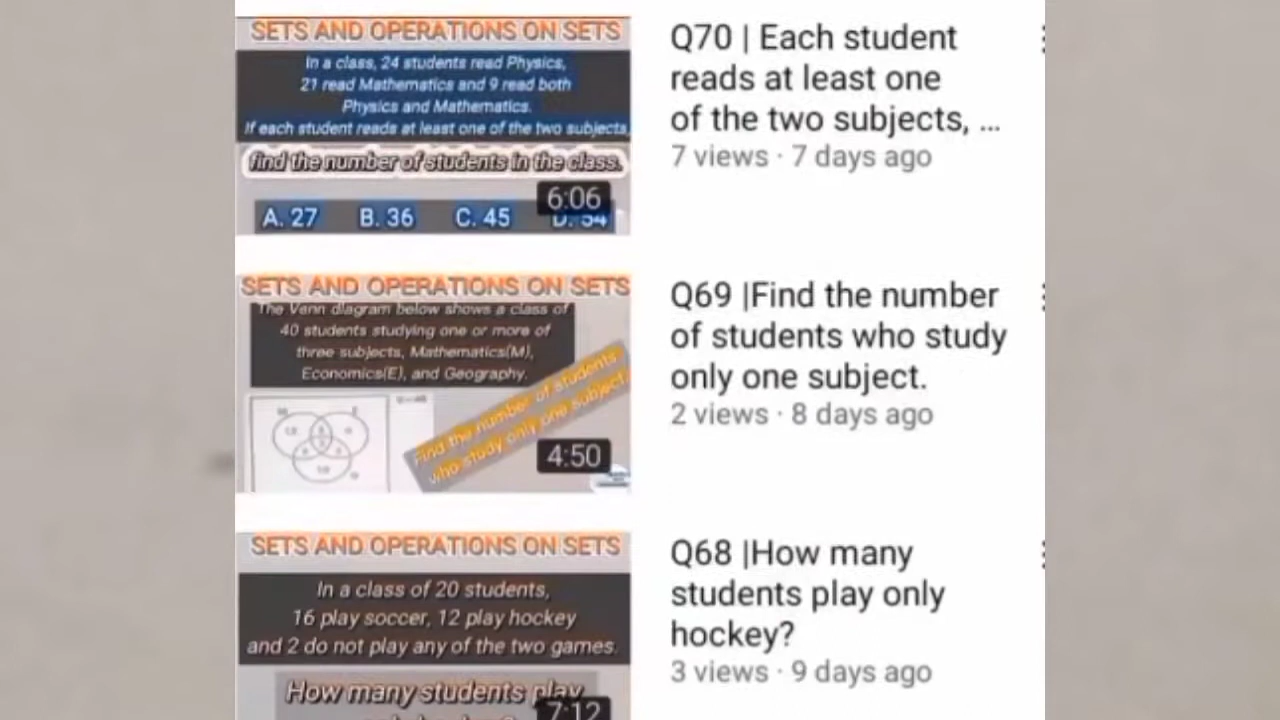 SETS AND OPERATIONS ON SETS
In a class, 24 students read Physics,
21 read Mathematics and 9 read both
Physics and Mathematics.
If each student reads at least one of the two subjects,
find the number of students in the class.
A. 27 B. 36 C. 45 D. 54
6:06
Q70 | Each student
reads at least one
of the two subjects, ...
7 views · 7 days ago
SETS AND OPERATIONS ON SETS
The Venn diagram below shows a class of
40 students studying one or more of
three subjects, Mathematics(M),
Economics(E), and Geography.
Find the number of students
who study only one subject
4:50
Q69 |Find the number
of students who study
only one subject.
2 views · 8 days ago
SETS AND OPERATIONS ON SETS
In a class of 20 students,
16 play soccer, 12 play hockey
and 2 do not play any of the two games.
How many students play
7:12
Q68 |How many
students play only
hockey?
3 views · 9 days ago